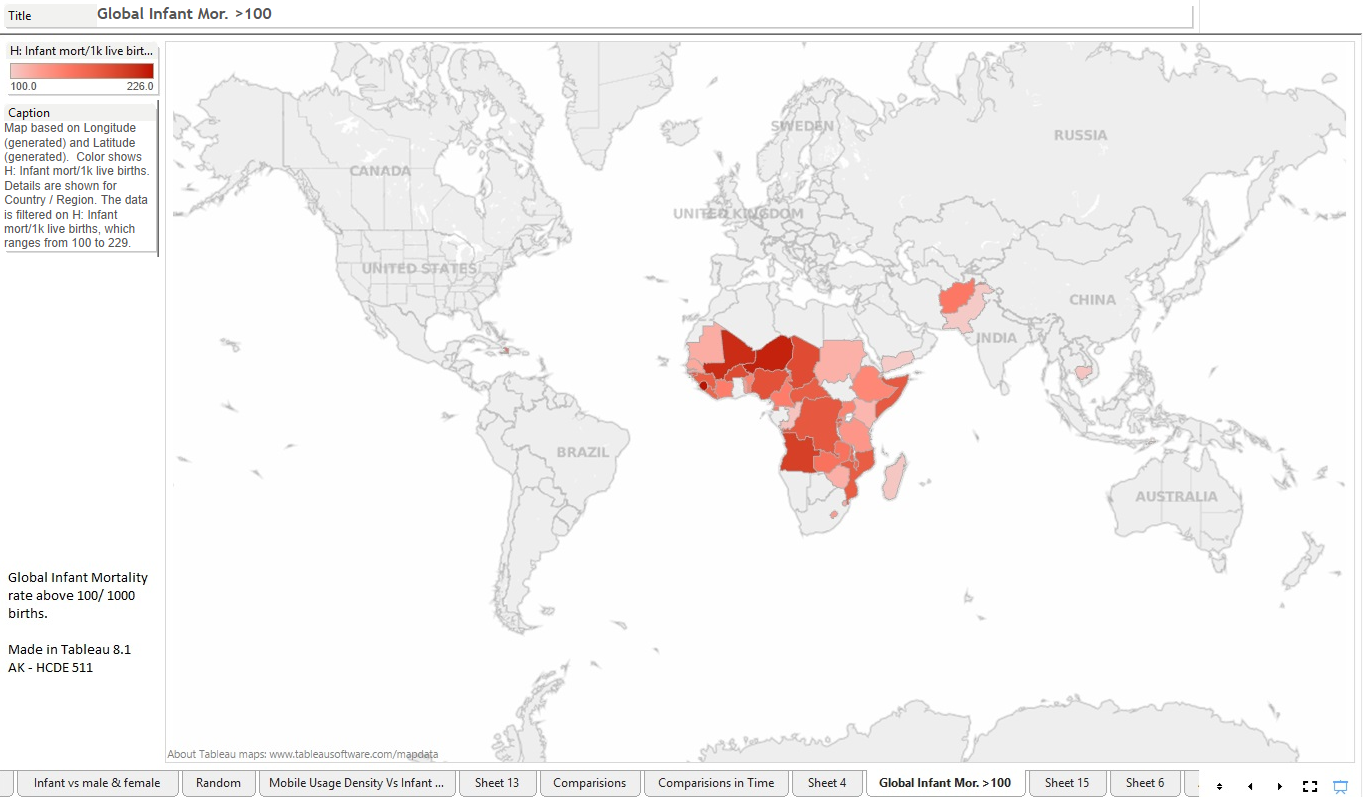 Title
Global Infant Mor. >100
H: Infant mort/1k live birt...
100.0
226.0
Caption
Map based on Longitude
(generated) and Latitude
(generated).  Color shows
H: Infant mort/1k live births.
Details are shown for
Country / Region. The data
is filtered on H: Infant
mort/1k live births, which
ranges from 100 to 229.
SWEDEN
RUSSIA
CANADA
UNITED KINGDOM
UNITED STATES
CHINA
INDIA
BRAZIL
AUSTRALIA
Global Infant Mortality
rate above 100/ 1000
births.
Made in Tableau 8.1
AK - HCDE 511
About Tableau maps: www.tableausoftware.com/mapdata
Infant vs male & female
Random
Mobile Usage Density Vs Infant ...
Sheet 13
Comparisions
Comparisions in Time
Sheet 4
Global Infant Mor. >100
Sheet 15
Sheet 6